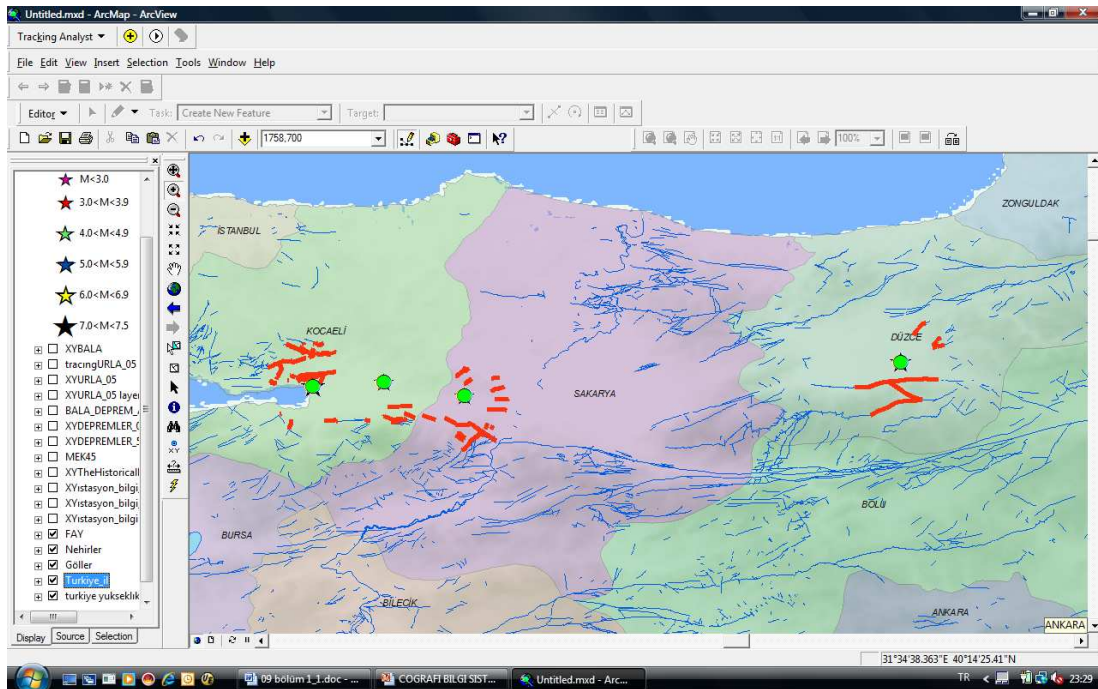 Untitled.mxd - ArcMap - ArcView
Tracking Analyst
File Edit View Insert Selection Tools Window Help
Editor Task: Create New Feature Target:
1758,700 100%
M<3.0
3.0<M<3.9
4.0<M<4.9
5.0<M<5.9
6.0<M<6.9
7.0<M<7.5
XYBALA
tracıngURLA_05
XYURLA_05
XYURLA_05 layer
BALA_DEPREM_
XYDEPREMLER_
XYDEPREMLER_
MEK45
XYTheHistorical
XYistasyon_bilgi
XYistasyon_bilgi
XYistasyon_bilgi
FAY
Nehirler
Göller
Turkiye_il
turkiye yukseklik
Display Source Selection
ZONGULDAK
İSTANBUL
KOCAELİ
DÜZCE
SAKARYA
BOLU
BURSA
BİLECİK
ANKARA
ANKARA
31°34'38.363"E 40°14'25.41"N
09 bölüm 1_1.doc - ...
COGRAFI BILGI SIST...
Untitled.mxd - Arc...
TR
23:29